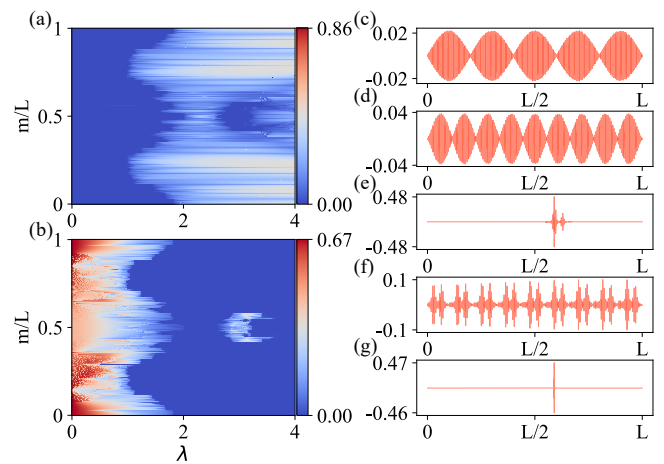 (a)
m/L
1
0.5
0
0
2
4
0.86
0.00
(b)
m/L
1
0.5
0
0
2
4
λ
0.67
0.00
(c)
0.02
-0.02
0
L/2
L
(d)
0.04
-0.04
0
L/2
L
(e)
0.48
-0.48
0
L/2
L
(f)
0.1
-0.1
0
L/2
L
(g)
0.47
-0.46
0
L/2
L